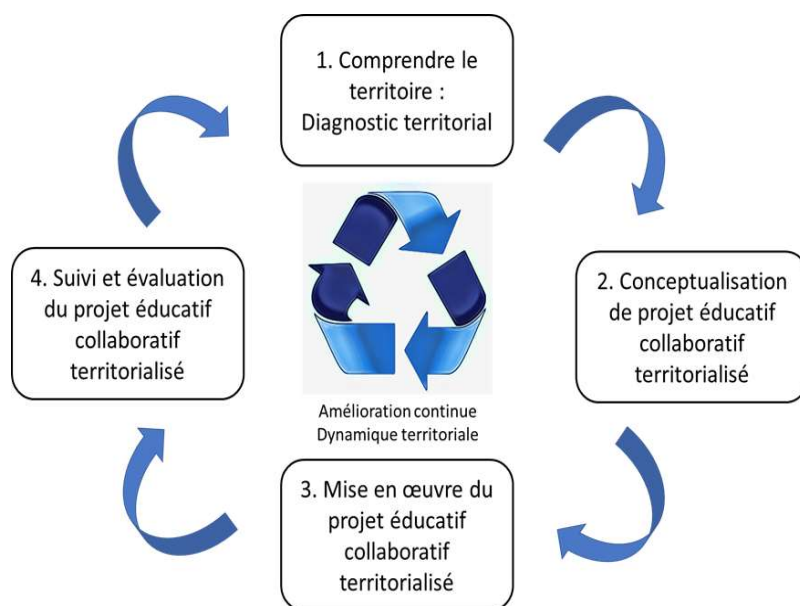 1. Comprendre le
territoire :
Diagnostic territorial
2. Conceptualisation
de projet éducatif
collaboratif
territorialisé
3. Mise en œuvre du
projet éducatif
collaboratif
territorialisé
4. Suivi et évaluation
du projet éducatif
collaboratif
territorialisé
Amélioration continue
Dynamique territoriale